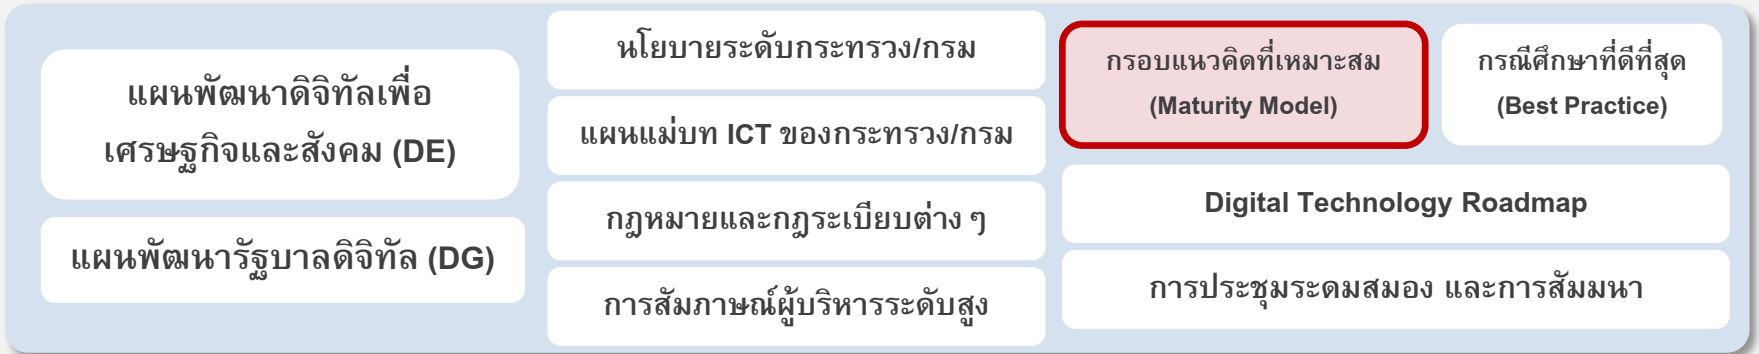 แผนพัฒนาดิจิทัลเพื่อ
เศรษฐกิจและสังคม (DE)
แผนพัฒนารัฐบาลดิจิทัล (DG)
นโยบายระดับกระทรวง/กรม
แผนแม่บท ICT ของกระทรวง/กรม
กฎหมายและกฎระเบียบต่าง ๆ
การสัมภาษณ์ผู้บริหารระดับสูง
กรอบแนวคิดที่เหมาะสม
(Maturity Model)
กรณีศึกษาที่ดีที่สุด
(Best Practice)
Digital Technology Roadmap
การประชุมระดมสมอง และการสัมมนา